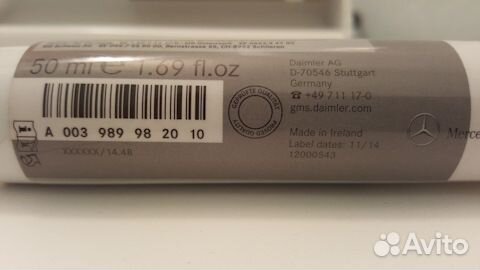 50 ml ℮ 1.69 fl.oz
A 003 989 98 20 10
XXXXXX/14.48
GEPRÜFTE QUALITÄT
PROVED QUALITY
Daimler AG
D-70546 Stuttgart
Germany
☎ +49 711 17-0
gms.daimler.com
Made in Ireland
Label dates: 11/14
12000543
Merce
Avito